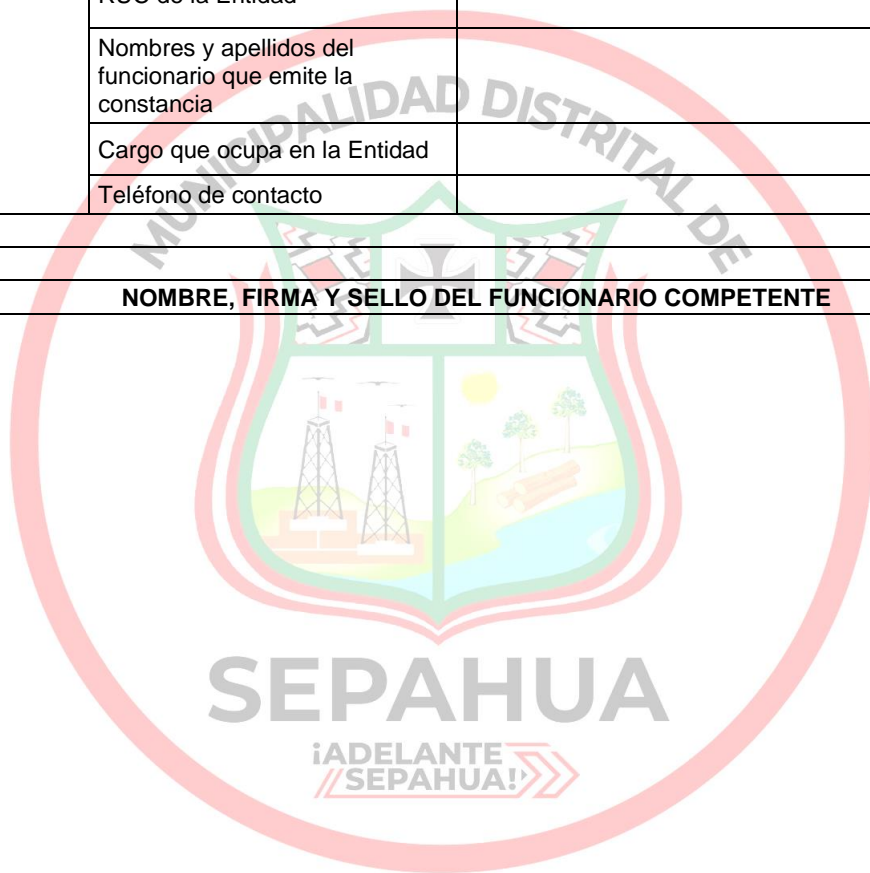 RUC de la Entidad
Nombres y apellidos del
funcionario que emite la
constancia
Cargo que ocupa en la Entidad
Teléfono de contacto
NOMBRE, FIRMA Y SELLO DEL FUNCIONARIO COMPETENTE
MUNICIPALIDAD DISTRITAL DE
SEPAHUA
¡ADELANTE
SEPAHUA!